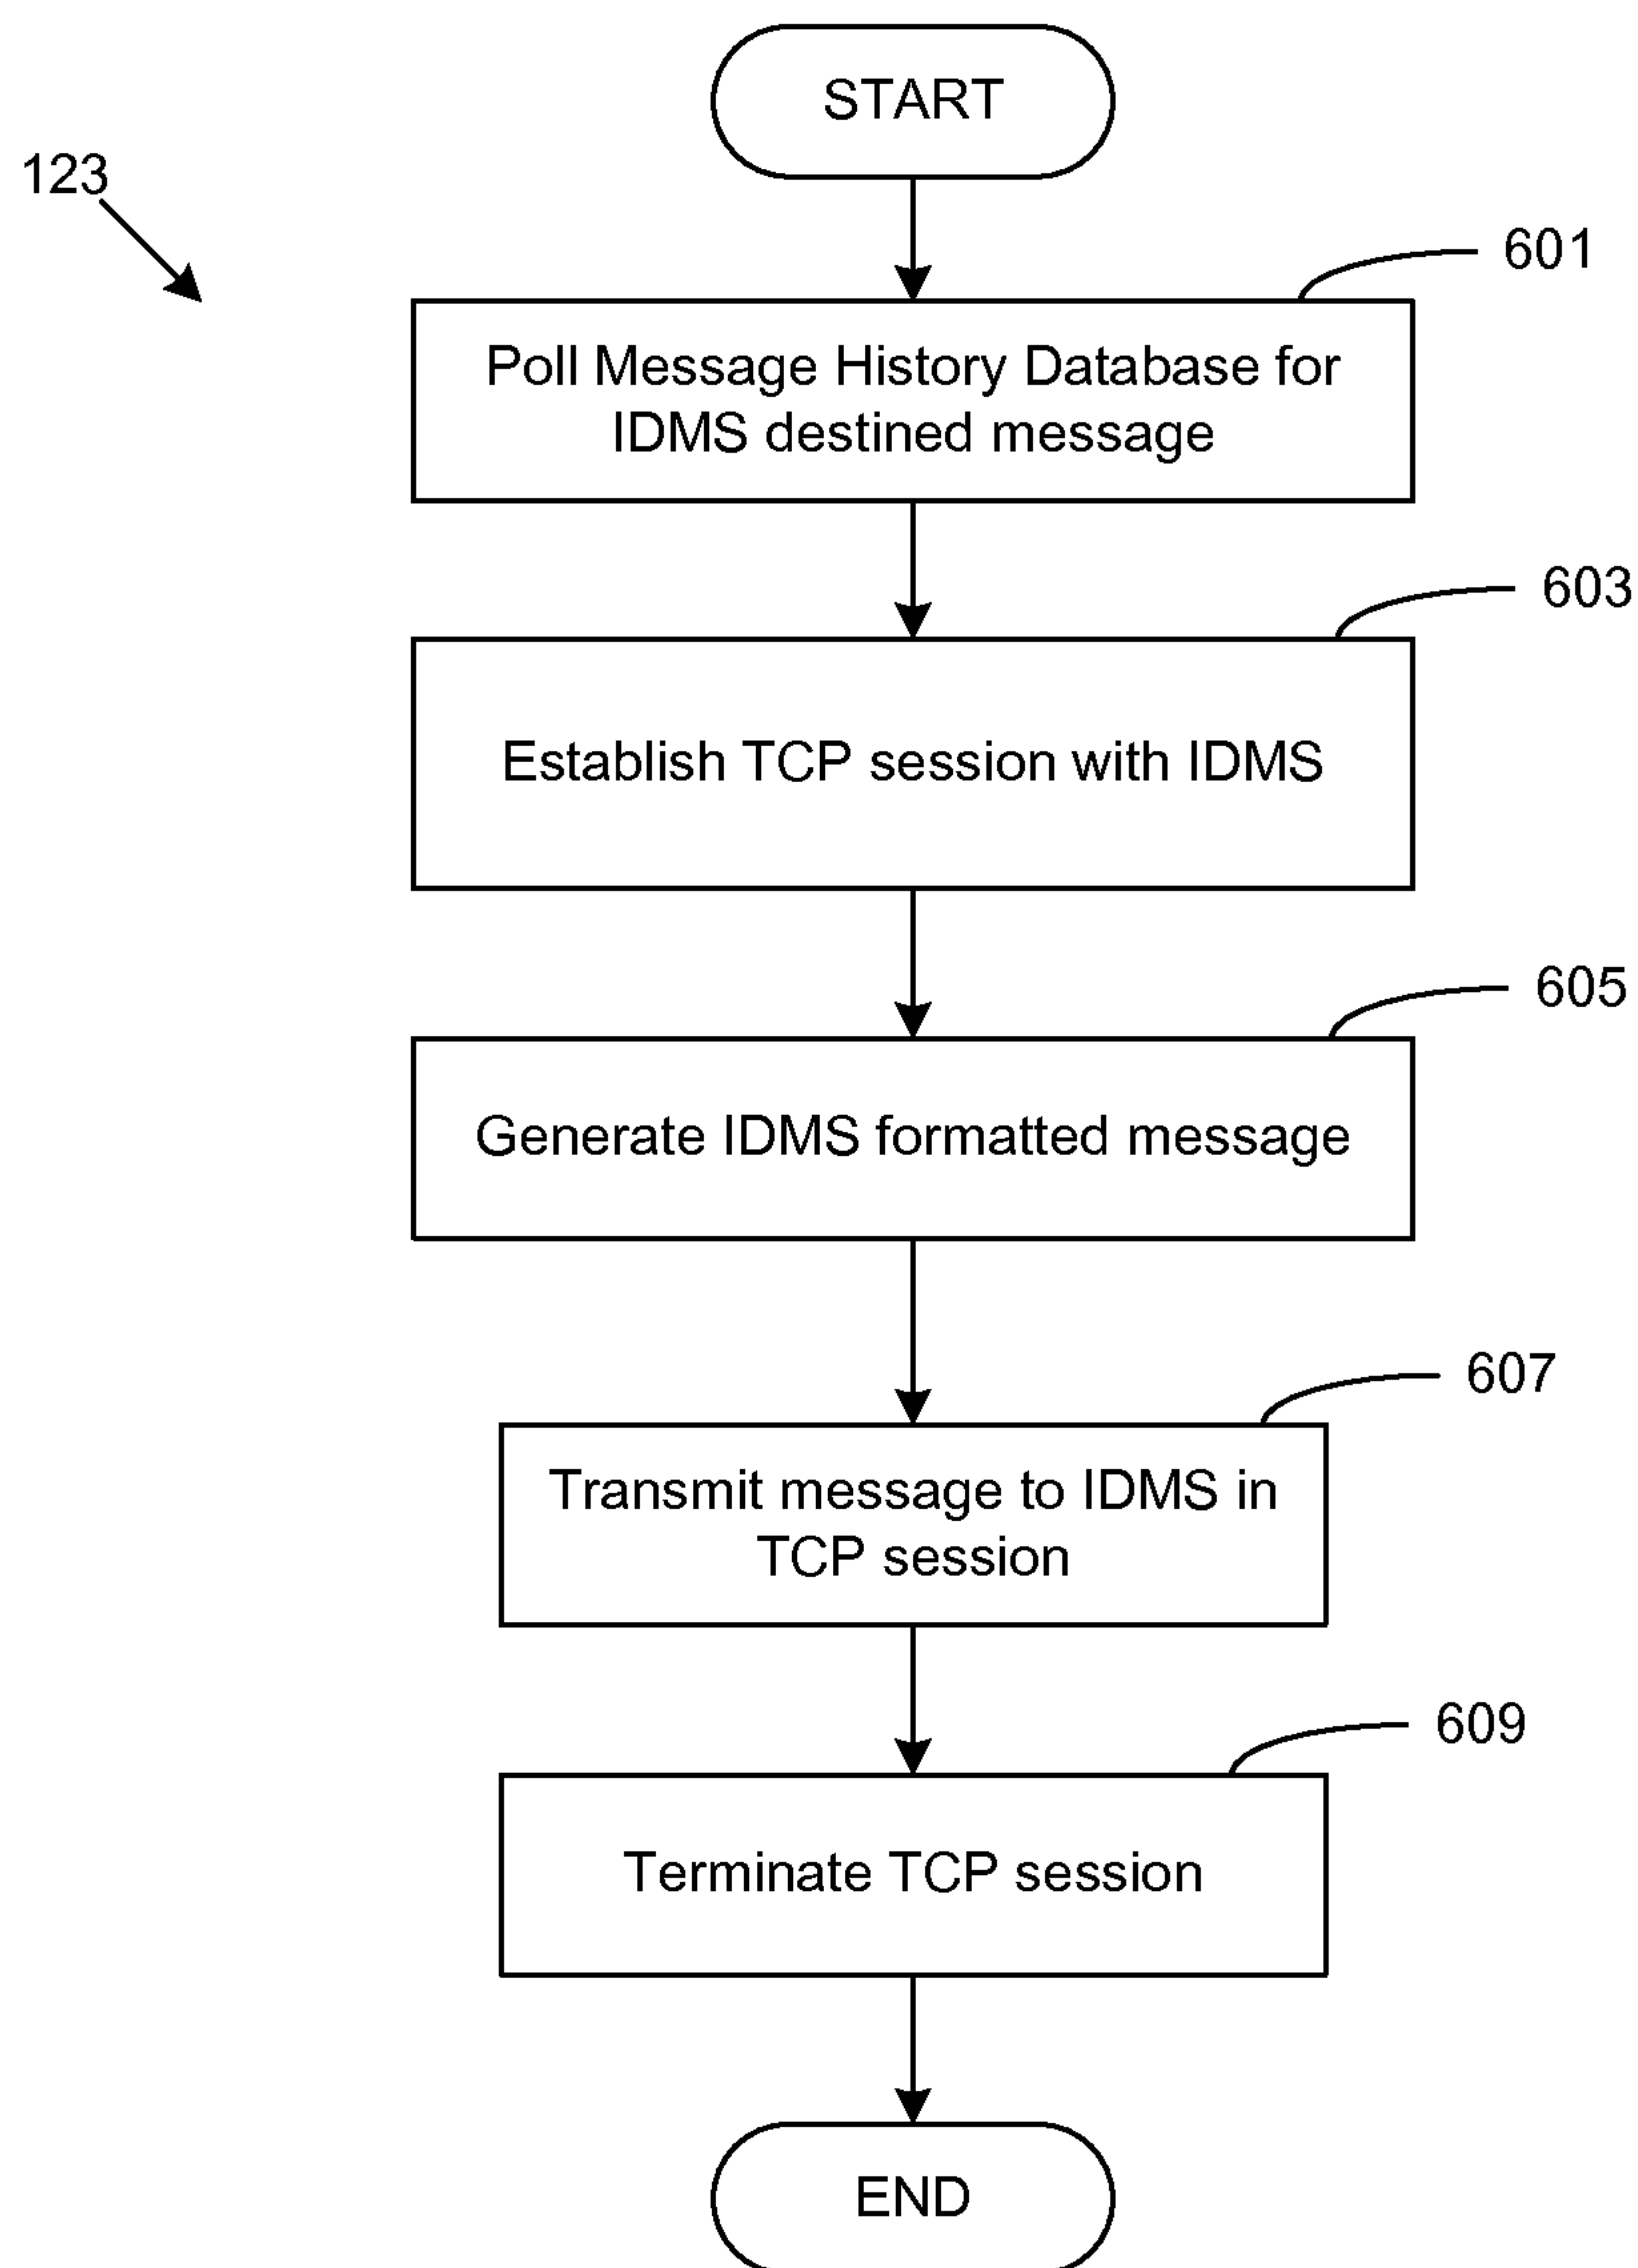 START
123
601
Poll Message History Database for
IDMS destined message
603
Establish TCP session with IDMS
605
Generate IDMS formatted message
607
Transmit message to IDMS in
TCP session
609
Terminate TCP session
END